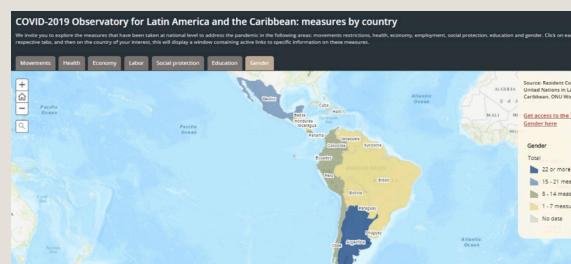 COVID-2019 Observatory for Latin America and the Caribbean: measures by country
We invite you to explore the measures that have been taken at national level to address the pandemic in the following areas: movements restrictions, health, economy, employment, social protection, education and gender. Click on ea
respective tabs, and then on the country of your interest, this will display a window containing active links to specific information on these measures.
Movements Health Economy Labor Social protection Education Gender
+
−
Pacific
Ocean
Pacific
Ocean
Atlantic
Ocean
Atlantic
Ocean
Mexico
Cuba
Haiti
Belize
Honduras
Nicaragua
Panama
Venezuela
Colombia
Suriname
Ecuador
Peru
Brazil
Bolivia
Paraguay
Uruguay
Argentina
Chile
ALGERIA
MALI
Source: Resident Co
United Nations in La
Caribbean, ONU Wo
Get access to the
Gender here
Gender
Total
22 or more
15 - 21 mea
8 - 14 meas
1 - 7 measu
No data